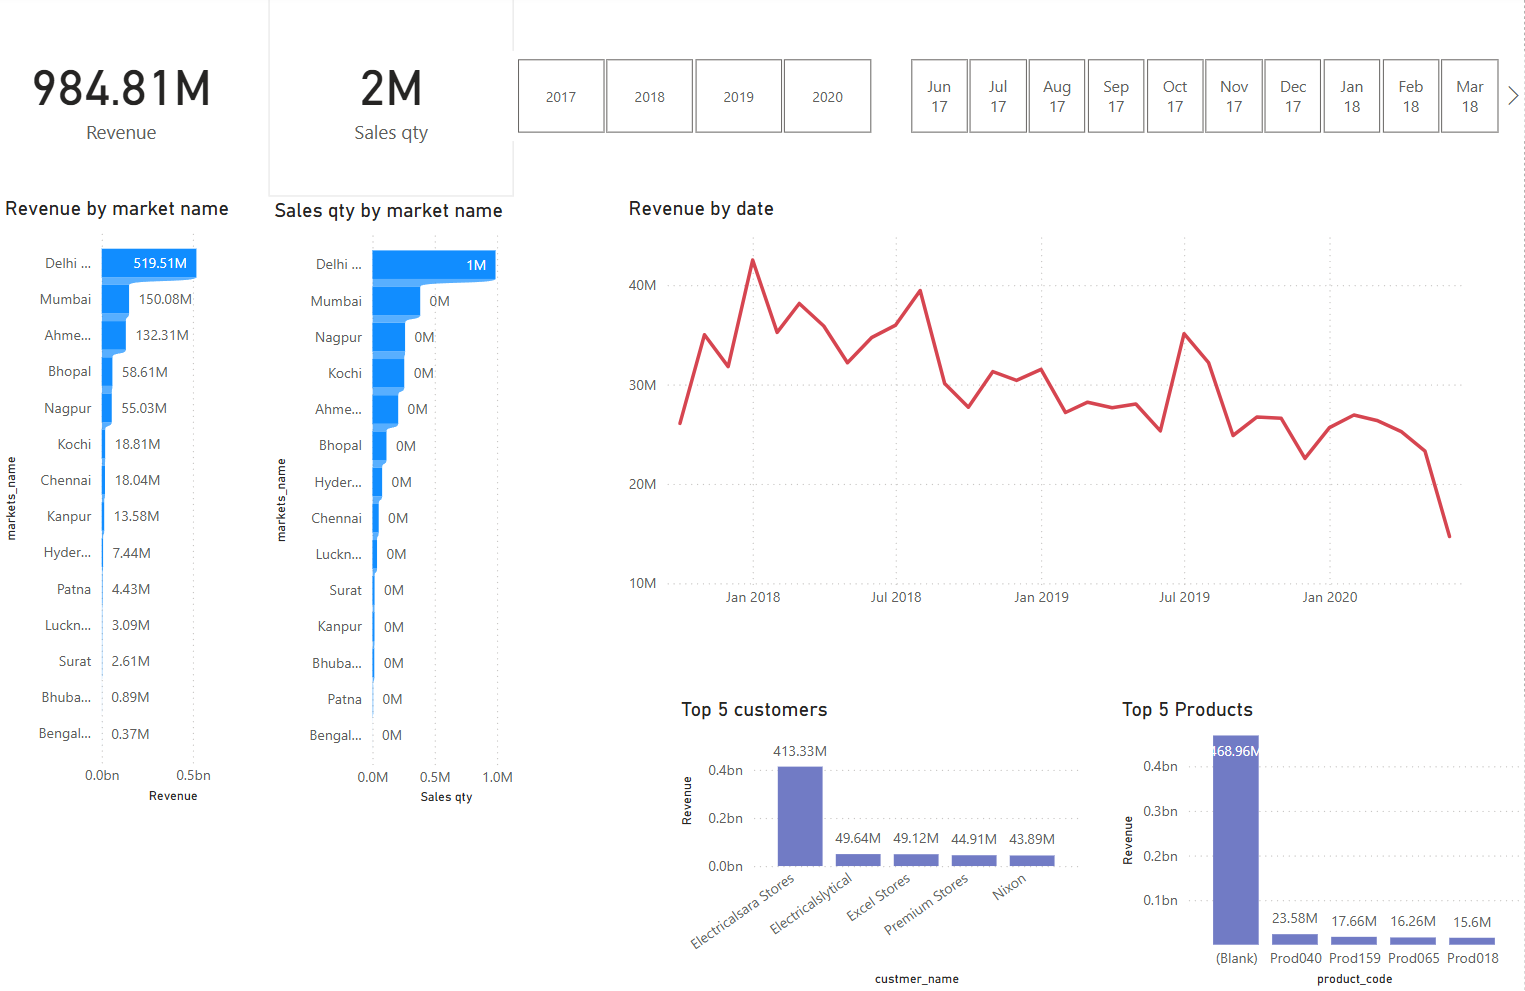 984.81M
Revenue
2M
Sales qty
2017
2018
2019
2020
Jun
17
Jul
17
Aug
17
Sep
17
Oct
17
Nov
17
Dec
17
Jan
18
Feb
18
Mar
18
Revenue by market name
markets_name
Delhi ... 519.51M
Mumbai 150.08M
Ahme... 132.31M
Bhopal 58.61M
Nagpur 55.03M
Kochi 18.81M
Chennai 18.04M
Kanpur 13.58M
Hyder... 7.44M
Patna 4.43M
Luckn... 3.09M
Surat 2.61M
Bhuba... 0.89M
Bengal... 0.37M
0.0bn 0.5bn
Revenue
Sales qty by market name
markets_name
Delhi ... 1M
Mumbai 0M
Nagpur 0M
Kochi 0M
Ahme... 0M
Bhopal 0M
Hyder... 0M
Chennai 0M
Luckn... 0M
Surat 0M
Kanpur 0M
Bhuba... 0M
Patna 0M
Bengal... 0M
0.0M 0.5M 1.0M
Sales qty
Revenue by date
40M
30M
20M
10M
Jan 2018 Jul 2018 Jan 2019 Jul 2019 Jan 2020
Top 5 customers
Revenue
0.4bn
0.2bn
0.0bn
413.33M
49.64M
49.12M
44.91M
43.89M
Electricalsara Stores
Electricalslytical
Excel Stores
Premium Stores
Nixon
custmer_name
Top 5 Products
Revenue
0.4bn
0.3bn
0.2bn
0.1bn
468.96M
23.58M
17.66M
16.26M
15.6M
(Blank) Prod040 Prod159 Prod065 Prod018
product_code